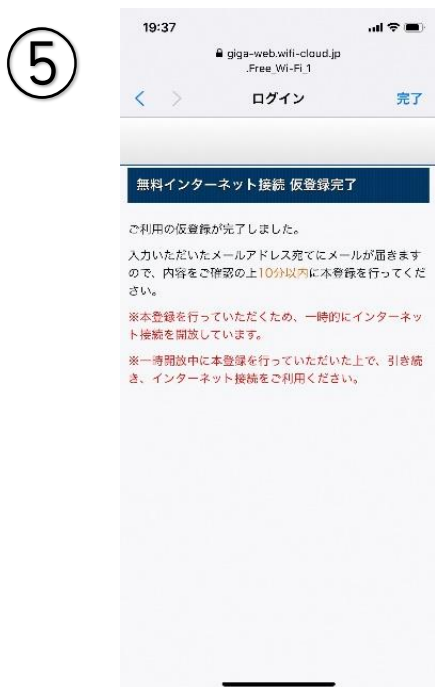 ⑤
19:37
giga-web.wifi-cloud.jp
.Free_Wi-Fi_1
ログイン
完了
無料インターネット接続 仮登録完了
ご利用の仮登録が完了しました。
入力いただいたメールアドレス宛てにメールが届きます
ので、内容をご確認の上10分以内に本登録を行ってくだ
さい。
※本登録を行っていただくため、一時的にインターネッ
ト接続を開放しています。
※一時開放中に本登録を行っていただいた上で、引き続
き、インターネット接続をご利用ください。